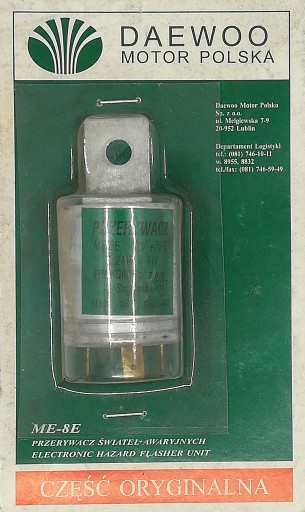 DAEWOO
MOTOR POLSKA
Daewoo Motor Polska
Sp. z o.o.
ul. Mełgiewska 7-9
20-952 Lublin
Departament Logistyki
tel.: (081) 746-10-11
w. 8955, 8832
tel./fax: (081) 746-59-49
PRZERYWACZ
ME-8E
PRZERYWACZ ŚWIATEŁ AWARYJNYCH
ELECTRONIC HAZARD FLASHER UNIT
CZĘŚĆ ORYGINALNA